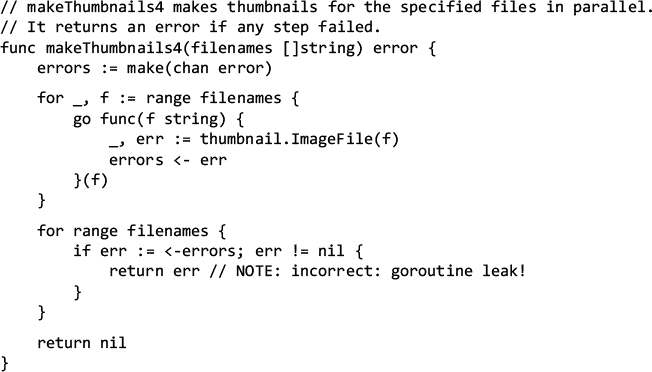 // makeThumbnails4 makes thumbnails for the specified files in parallel.
// It returns an error if any step failed.
func makeThumbnails4(filenames []string) error {
    errors := make(chan error)

    for _, f := range filenames {
        go func(f string) {
            _, err := thumbnail.ImageFile(f)
            errors <- err
        }(f)
    }

    for range filenames {
        if err := <-errors; err != nil {
            return err // NOTE: incorrect: goroutine leak!
        }
    }

    return nil
}